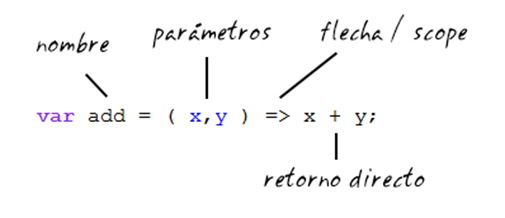 nombre parámetros flecha / scope
var add = ( x,y ) => x + y;
retorno directo